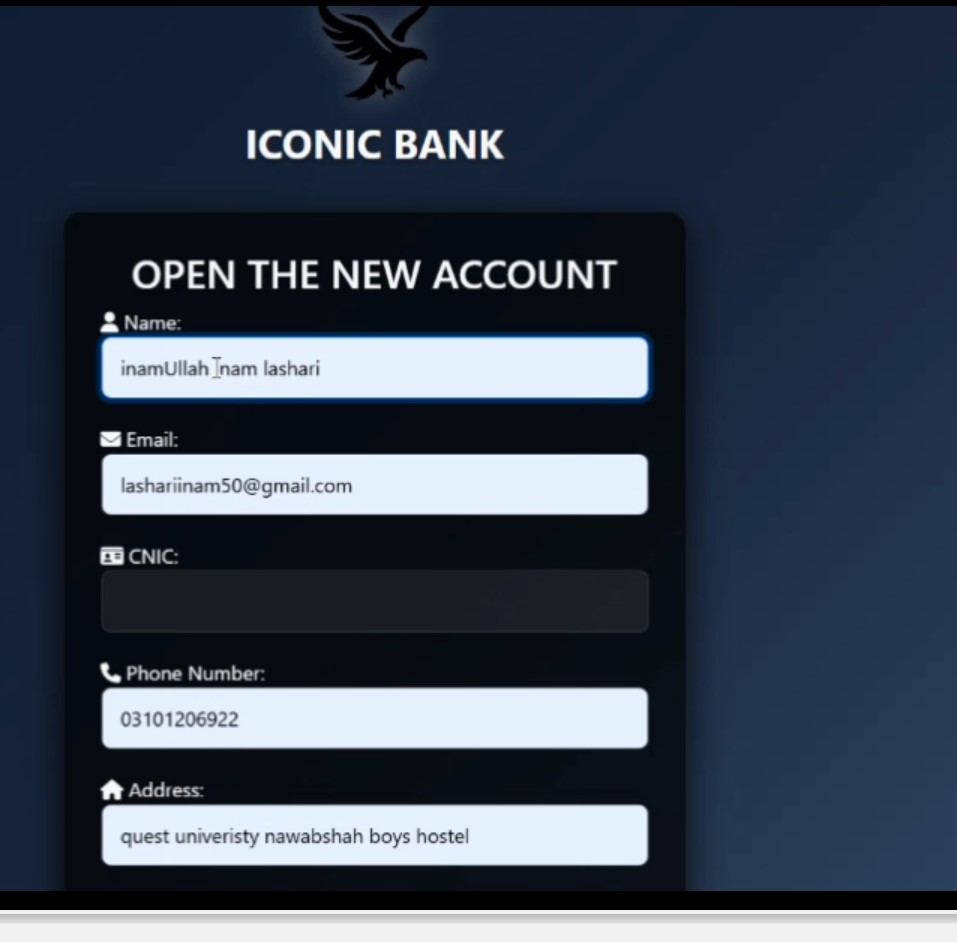 ICONIC BANK
OPEN THE NEW ACCOUNT
Name:
inamUllah inam lashari
Email:
lashariinam50@gmail.com
CNIC:
Phone Number:
03101206922
Address:
quest univeristy nawabshah boys hostel